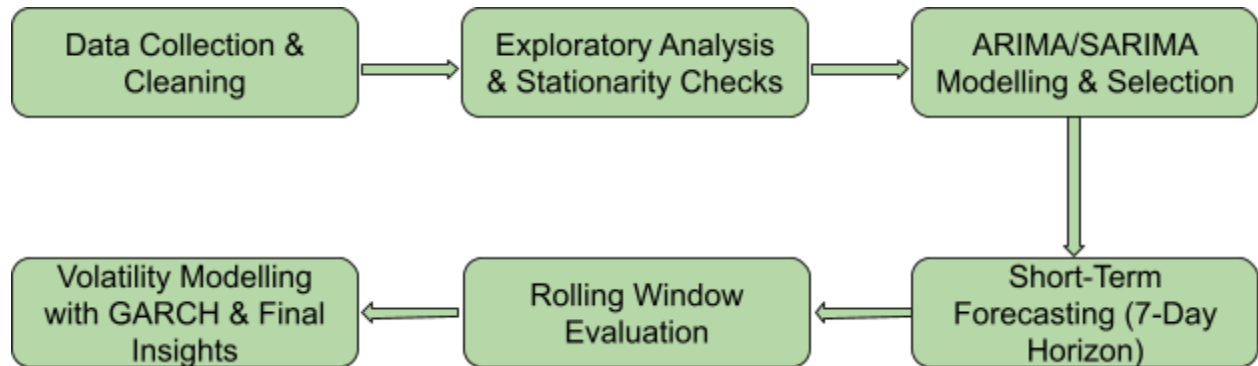 Data Collection &
Cleaning
Exploratory Analysis
& Stationarity Checks
ARIMA/SARIMA
Modelling & Selection
Short-Term
Forecasting (7-Day
Horizon)
Rolling Window
Evaluation
Volatility Modelling
with GARCH & Final
Insights